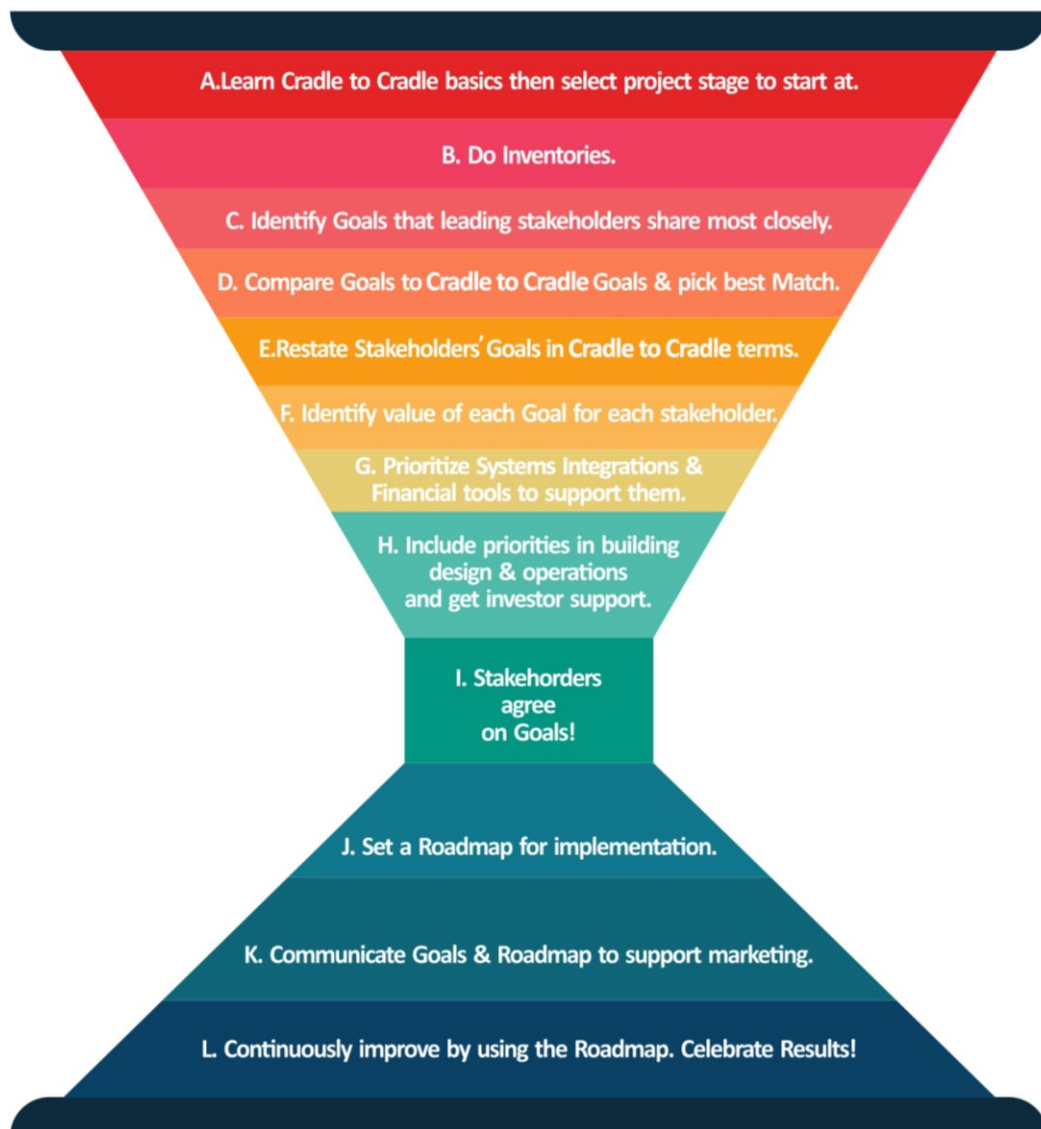 A.Learn Cradle to Cradle basics then select project stage to start at.
B. Do Inventories.
C. Identify Goals that leading stakeholders share most closely.
D. Compare Goals to Cradle to Cradle Goals & pick best Match.
E.Restate Stakeholders' Goals in Cradle to Cradle terms.
F. Identify value of each Goal for each stakeholder.
G. Prioritize Systems Integrations &
Financial tools to support them.
H. Include priorities in building
design & operations
and get investor support.
I. Stakehorders
agree
on Goals!
J. Set a Roadmap for implementation.
K. Communicate Goals & Roadmap to support marketing.
L. Continuously improve by using the Roadmap. Celebrate Results!